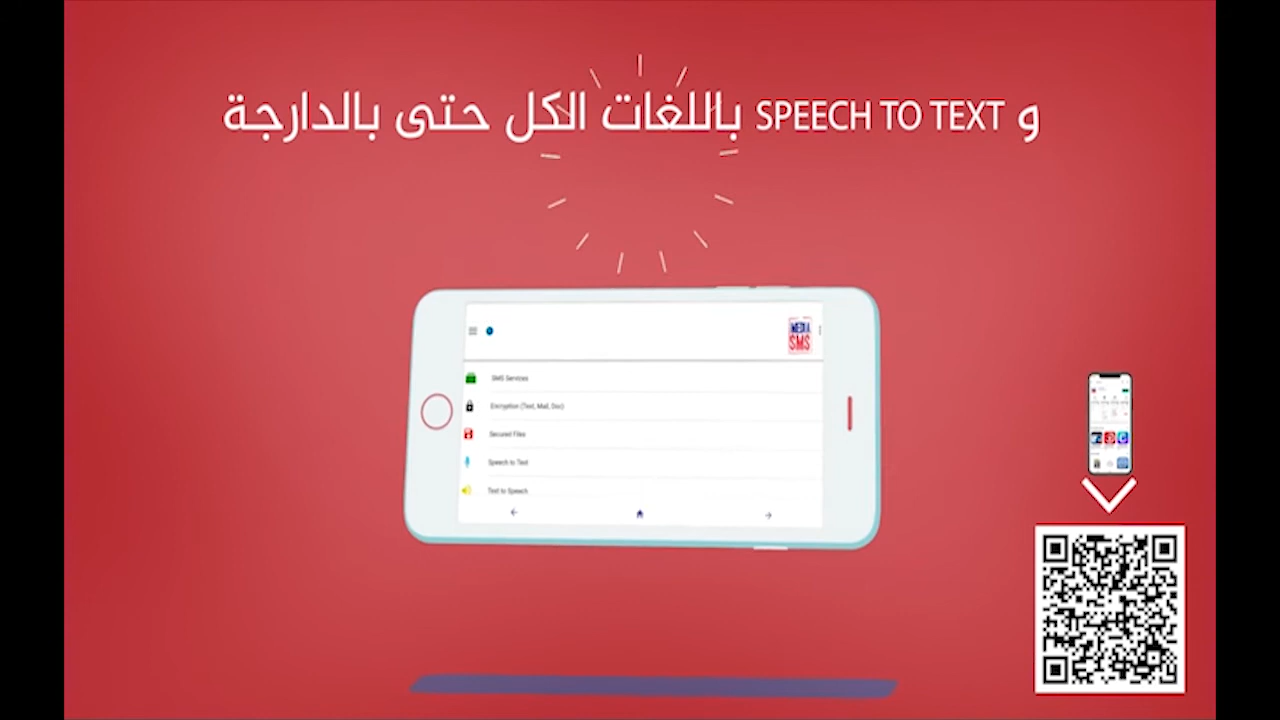 و SPEECH TO TEXT باللغات الكل حتى بالدارجة
MEDIA
SMS
SMS Services
Encryption (Text, Mail, Doc)
Secured Files
Speech to Text
Text to Speech